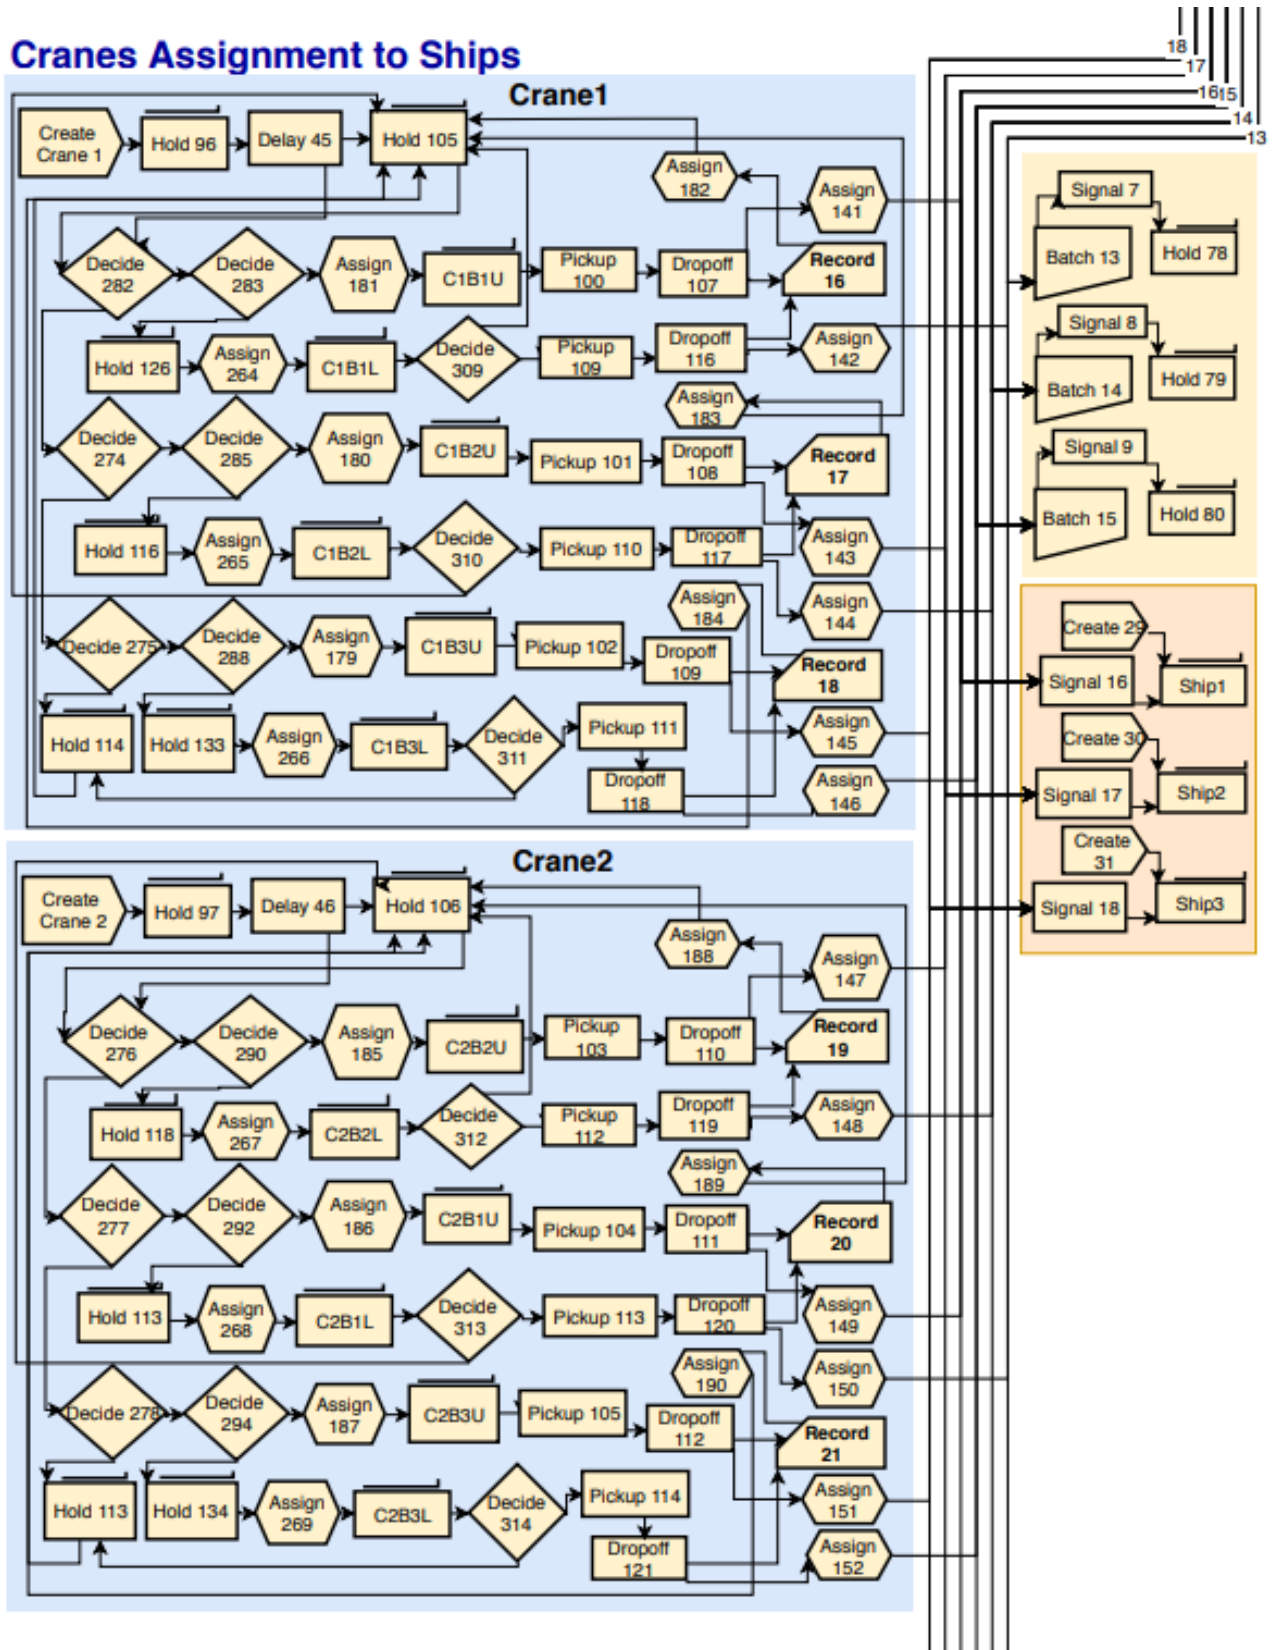 Cranes Assignment to Ships
18
17
16
15
14
13
Crane1
Create
Crane 1
Hold 96
Delay 45
Hold 105
Assign
182
Assign
141
Decide
282
Decide
283
Assign
181
C1B1U
Pickup
100
Dropoff
107
Record
16
Hold 126
Assign
264
C1B1L
Decide
309
Pickup
109
Dropoff
116
Assign
142
Assign
183
Decide
274
Decide
285
Assign
180
C1B2U
Pickup 101
Dropoff
108
Record
17
Hold 116
Assign
265
C1B2L
Decide
310
Pickup 110
Dropoff
117
Assign
143
Assign
184
Assign
144
Decide 275
Decide
288
Assign
179
C1B3U
Pickup 102
Dropoff
109
Record
18
Hold 114
Hold 133
Assign
266
C1B3L
Decide
311
Pickup 111
Dropoff
118
Assign
145
Assign
146
Signal 7
Batch 13
Hold 78
Signal 8
Batch 14
Hold 79
Signal 9
Batch 15
Hold 80
Create 29
Signal 16
Ship1
Create 30
Signal 17
Ship2
Create
31
Signal 18
Ship3
Crane2
Create
Crane 2
Hold 97
Delay 46
Hold 106
Assign
188
Assign
147
Decide
276
Decide
290
Assign
185
C2B2U
Pickup
103
Dropoff
110
Record
19
Hold 118
Assign
267
C2B2L
Decide
312
Pickup
112
Dropoff
119
Assign
148
Assign
189
Decide
277
Decide
292
Assign
186
C2B1U
Pickup 104
Dropoff
111
Record
20
Hold 113
Assign
268
C2B1L
Decide
313
Pickup 113
Dropoff
120
Assign
149
Assign
190
Assign
150
Decide 278
Decide
294
Assign
187
C2B3U
Pickup 105
Dropoff
112
Record
21
Hold 113
Hold 134
Assign
269
C2B3L
Decide
314
Pickup 114
Dropoff
121
Assign
151
Assign
152